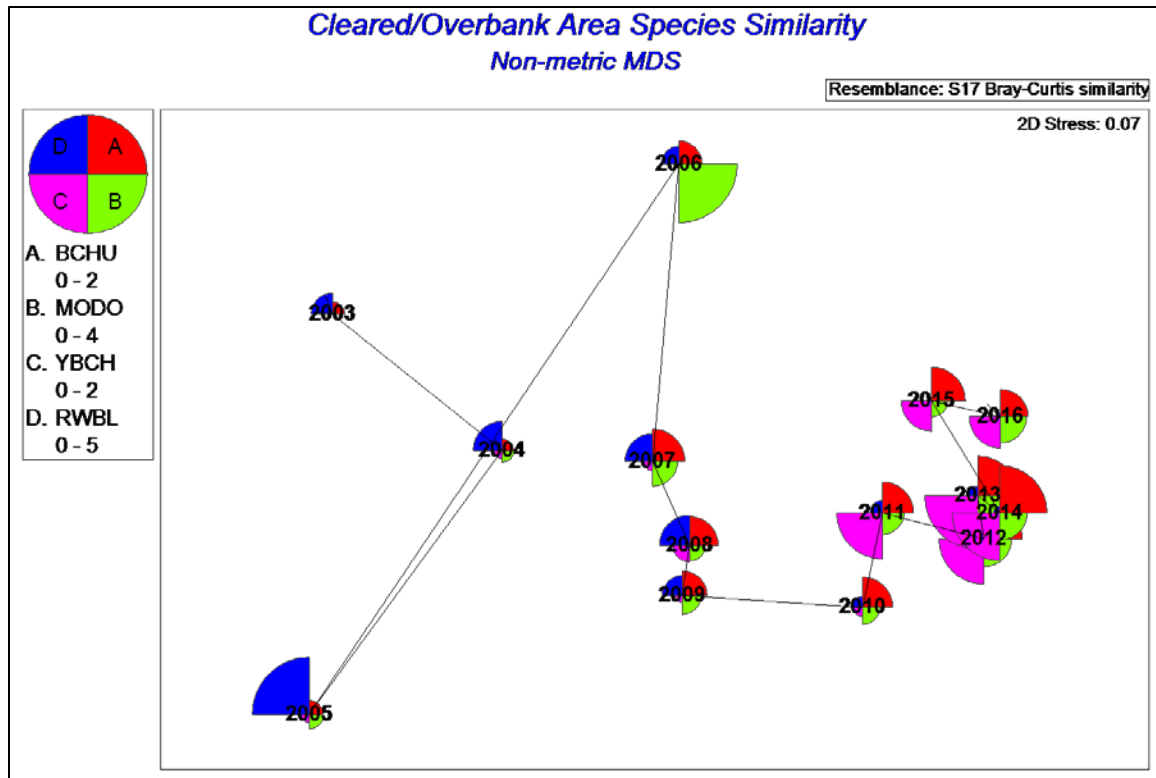 Cleared/Overbank Area Species Similarity
Non-metric MDS
Resemblance: S17 Bray-Curtis similarity
2D Stress: 0.07
D A
C B
A. BCHU
0 - 2
B. MODO
0 - 4
C. YBCH
0 - 2
D. RWBL
0 - 5
2006
2003
2015
2016
2004
2007
2013
2011
2014
2012
2008
2009
2010
2005